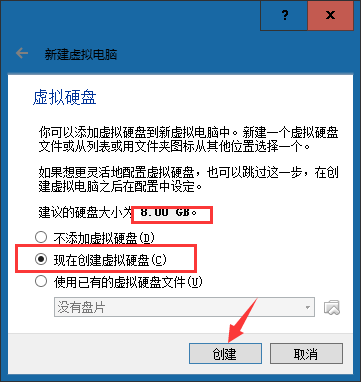 ?
x
新建虚拟电脑
虚拟硬盘
你可以添加虚拟硬盘到新虚拟电脑中。新建一个虚拟硬盘
文件或从列表或用文件夹图标从其他位置选择一个。
如果想更灵活地配置虚拟硬盘，也可以跳过这一步，在创
建虚拟电脑之后在配置中设定。
建议的硬盘大小为 8.00 GB。
不添加虚拟硬盘(D)
现在创建虚拟硬盘(C)
使用已有的虚拟硬盘文件(U)
没有盘片
创建
取消